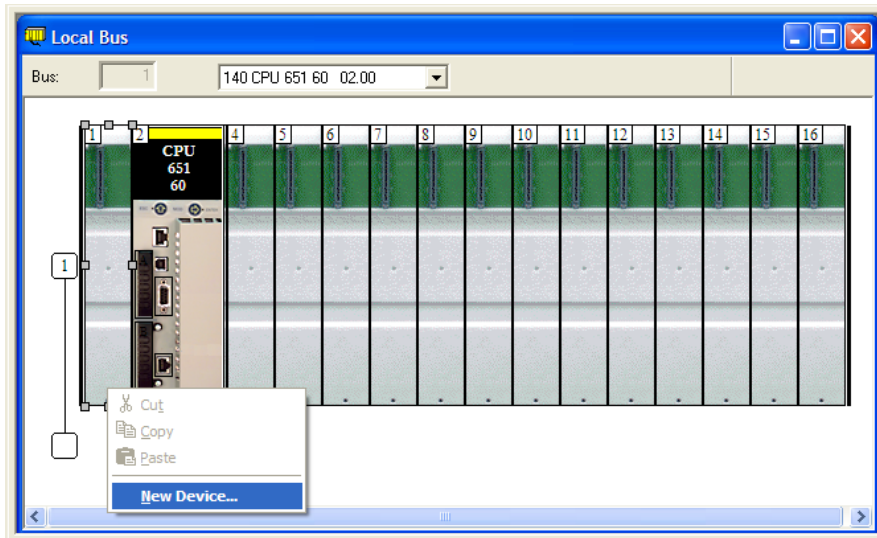 Local Bus
Bus: 1 140 CPU 651 60 02.00
1 2 4 5 6 7 8 9 10 11 12 13 14 15 16
CPU
651
60
1
Cut
Copy
Paste
New Device...